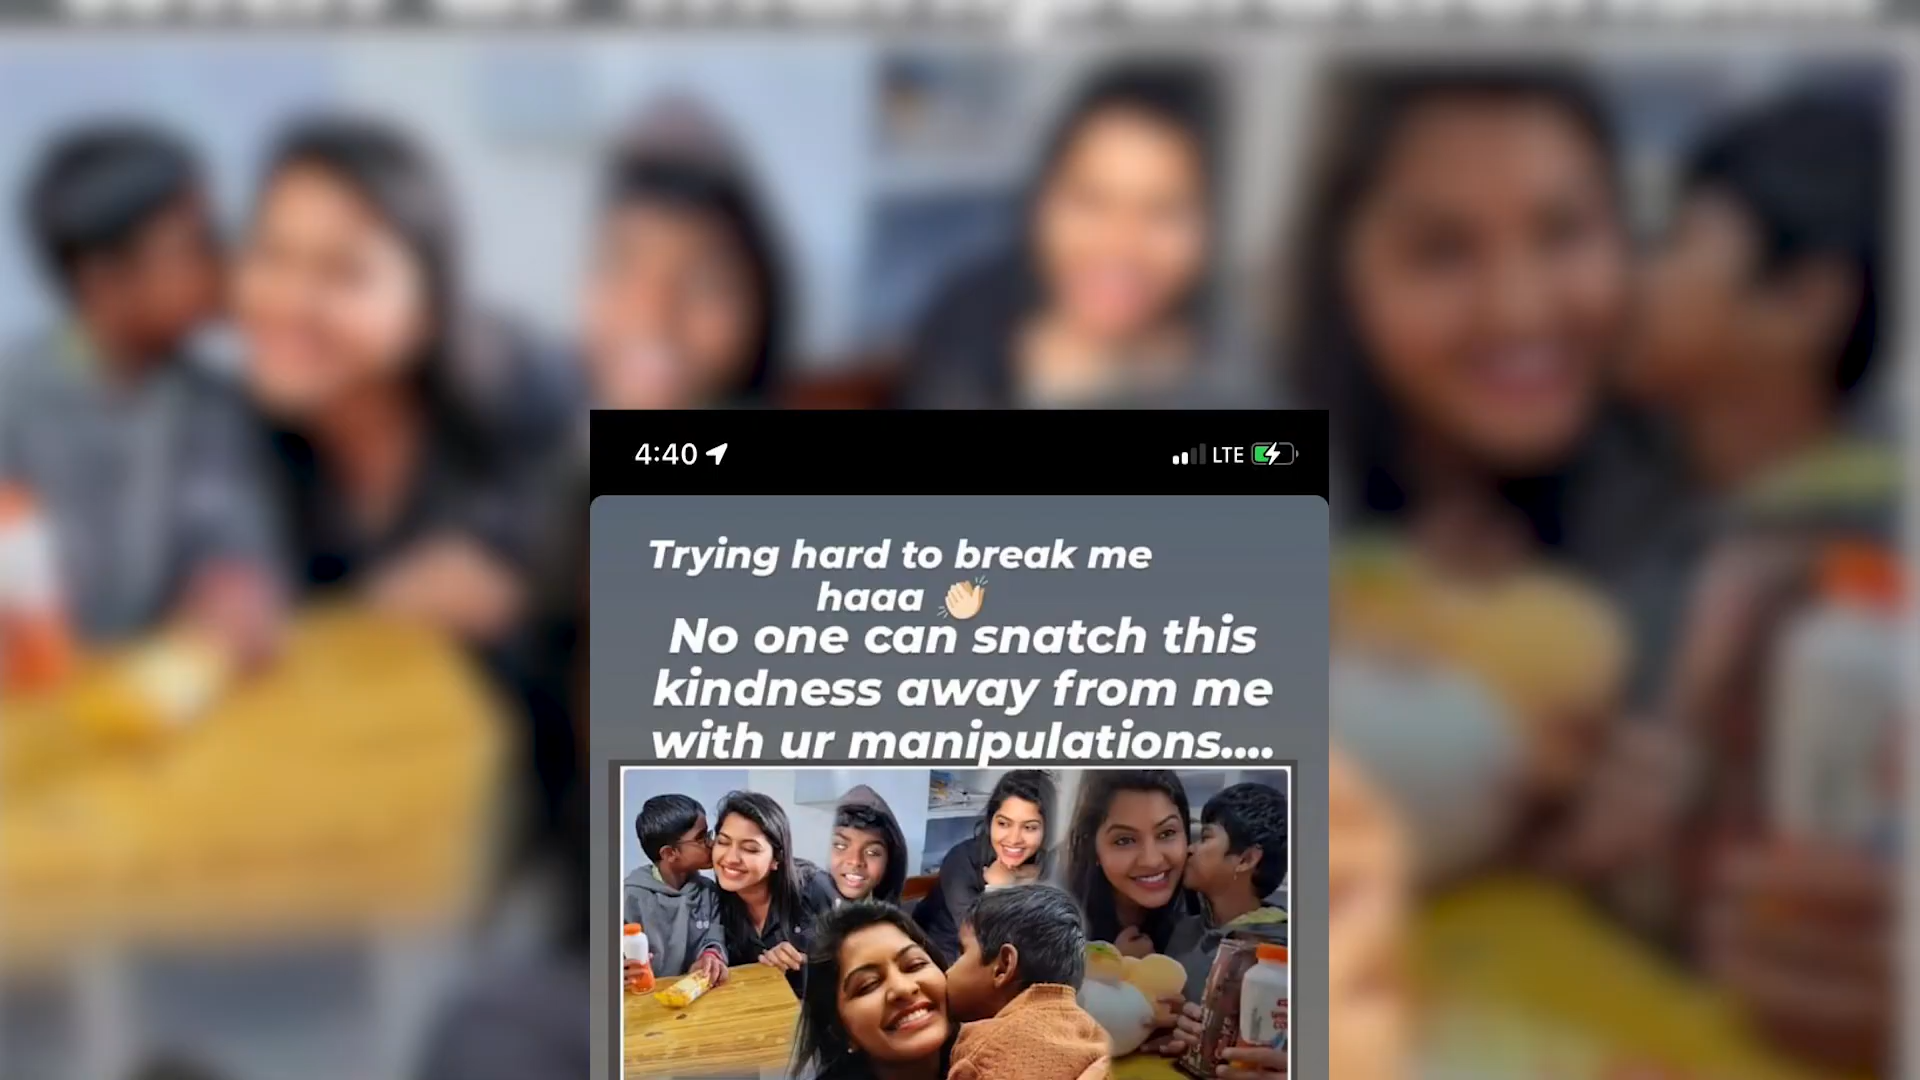 4:40 LTE
Trying hard to break me
haaa 👏🏻
No one can snatch this
kindness away from me
with ur manipulations....